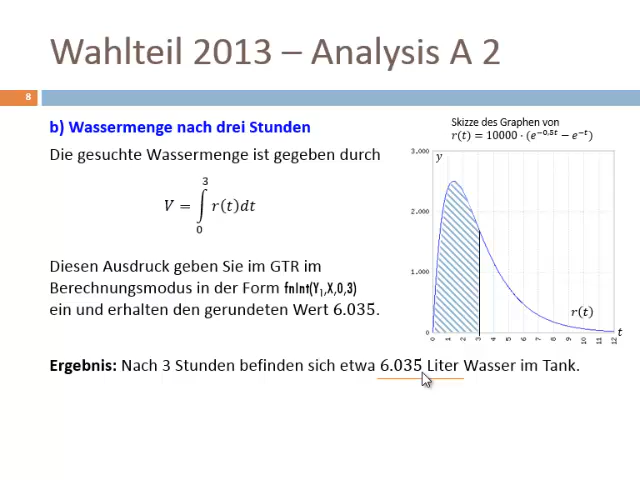 Wahlteil 2013 – Analysis A 2
8
b) Wassermenge nach drei Stunden
Die gesuchte Wassermenge ist gegeben durch
3
V = ∫ r(t)dt
0
Diesen Ausdruck geben Sie im GTR im
Berechnungsmodus in der Form fnInt(Y₁,X,0,3)
ein und erhalten den gerundeten Wert 6.035.
Skizze des Graphen von
r(t) = 10000 · (e^{−0,5t} − e^{−t})
3.000
y
2.000
1.000
r(t)
t
0 1 2 3 4 5 6 7 8 9 10 11 12
Ergebnis: Nach 3 Stunden befinden sich etwa 6.035 Liter Wasser im Tank.